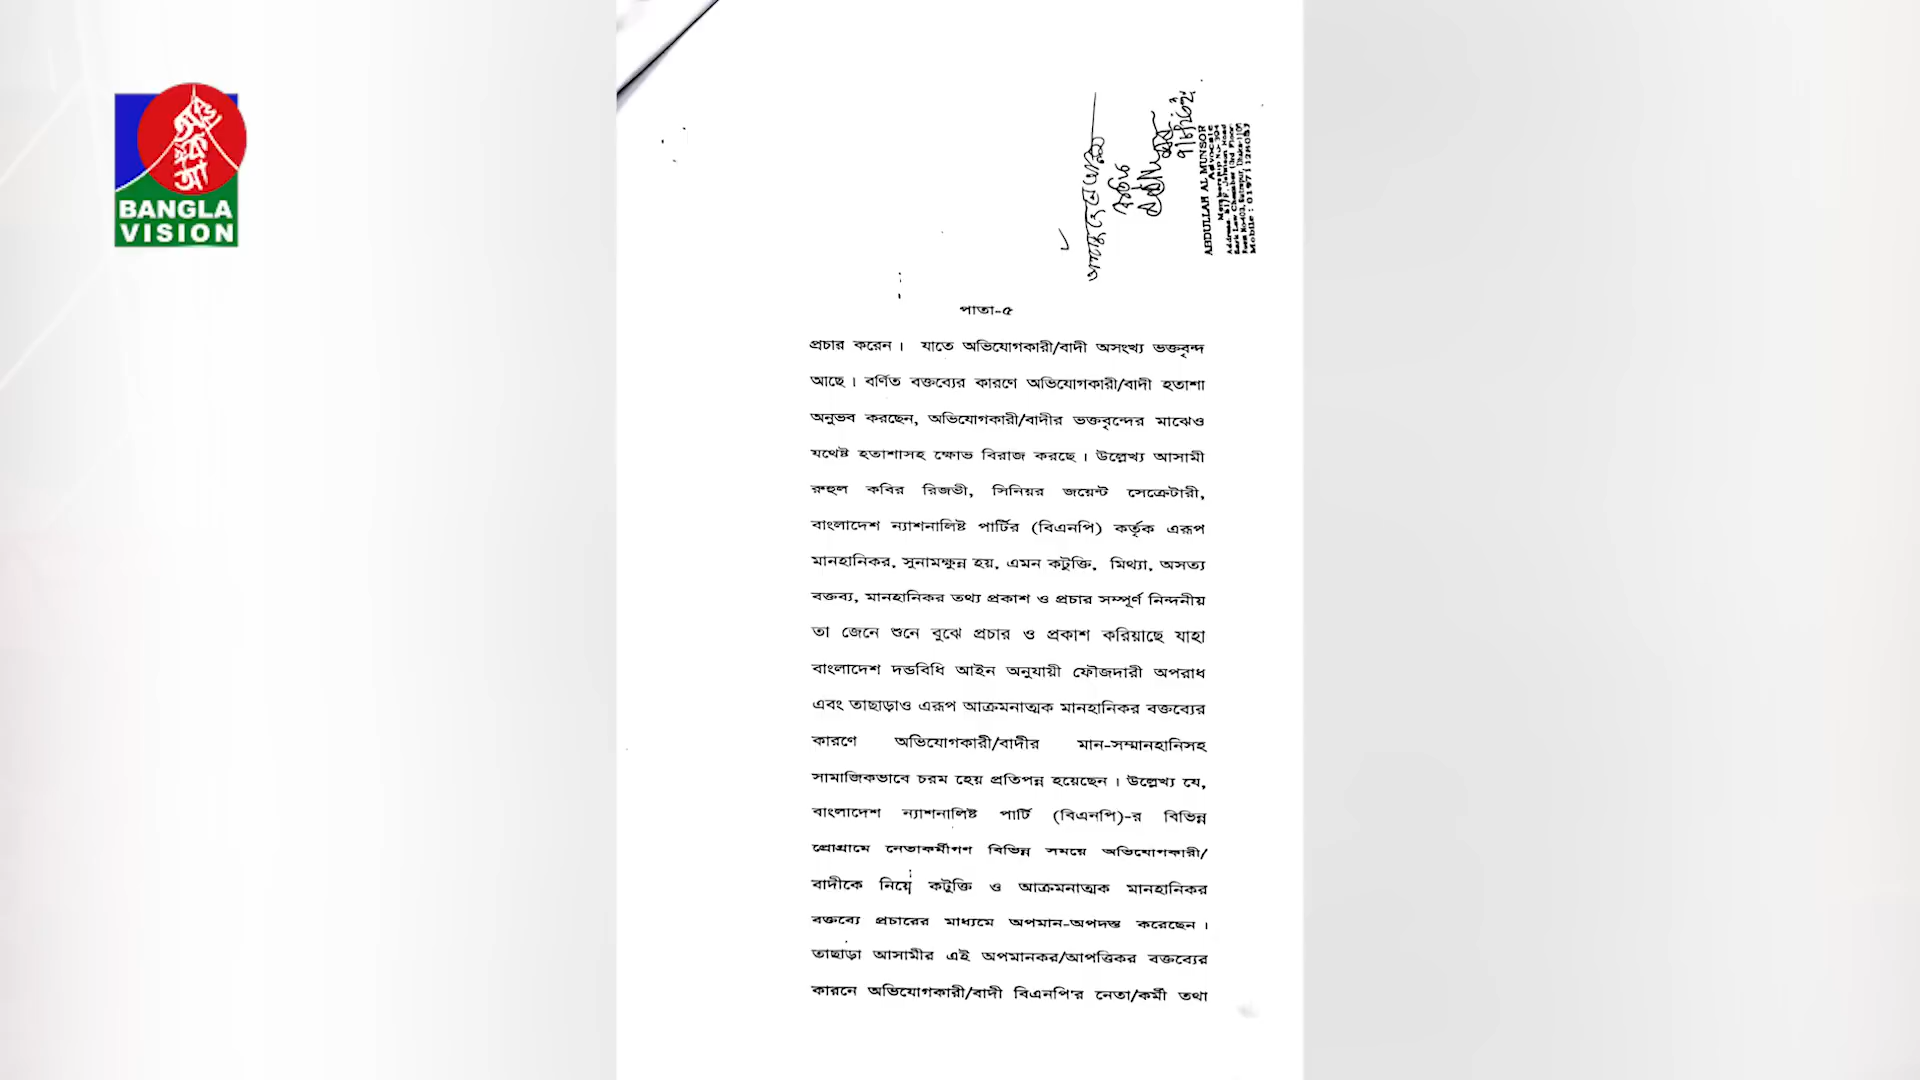 BANGLA
VISION
ABDULLAH AL MUNSOR
Advocate
পাতা-৫
প্রচার করেন। যাতে অভিযোগকারী/বাদী অসংখ্য ভক্তবৃন্দ
আছে। বর্ণিত বক্তব্যের কারণে অভিযোগকারী/বাদী হতাশা
অনুভব করছেন, অভিযোগকারী/বাদীর ভক্তবৃন্দের মাঝেও
যথেষ্ট হতাশাসহ ক্ষোভ বিরাজ করছে। উল্লেখ্য আসামী
রুহুল কবির রিজভী, সিনিয়র জয়েন্ট সেক্রেটারী,
বাংলাদেশ ন্যাশনালিষ্ট পার্টির (বিএনপি) কর্তৃক এরূপ
মানহানিকর, সুনামক্ষুন্ন হয়, এমন কটুক্তি, মিথ্যা, অসত্য
বক্তব্য, মানহানিকর তথ্য প্রকাশ ও প্রচার সম্পূর্ণ নিন্দনীয়
তা জেনে শুনে বুঝে প্রচার ও প্রকাশ করিয়াছে যাহা
বাংলাদেশ দন্ডবিধি আইন অনুযায়ী ফৌজদারী অপরাধ
এবং তাছাড়াও এরূপ আক্রমনাত্মক মানহানিকর বক্তব্যের
কারণে অভিযোগকারী/বাদীর মান-সম্মানহানিসহ
সামাজিকভাবে চরম হেয় প্রতিপন্ন হয়েছেন। উল্লেখ্য যে,
বাংলাদেশ ন্যাশনালিষ্ট পার্টি (বিএনপি)-র বিভিন্ন
প্রোগ্রামে নেতাকর্মীগণ বিভিন্ন সময়ে অভিযোগকারী/
বাদীকে নিয়ে কটুক্তি ও আক্রমনাত্মক মানহানিকর
বক্তব্যে প্রচারের মাধ্যমে অপমান-অপদস্ত করেছেন।
তাছাড়া আসামীর এই অপমানকর/আপত্তিকর বক্তব্যের
কারনে অভিযোগকারী/বাদী বিএনপি'র নেতা/কর্মী তথা